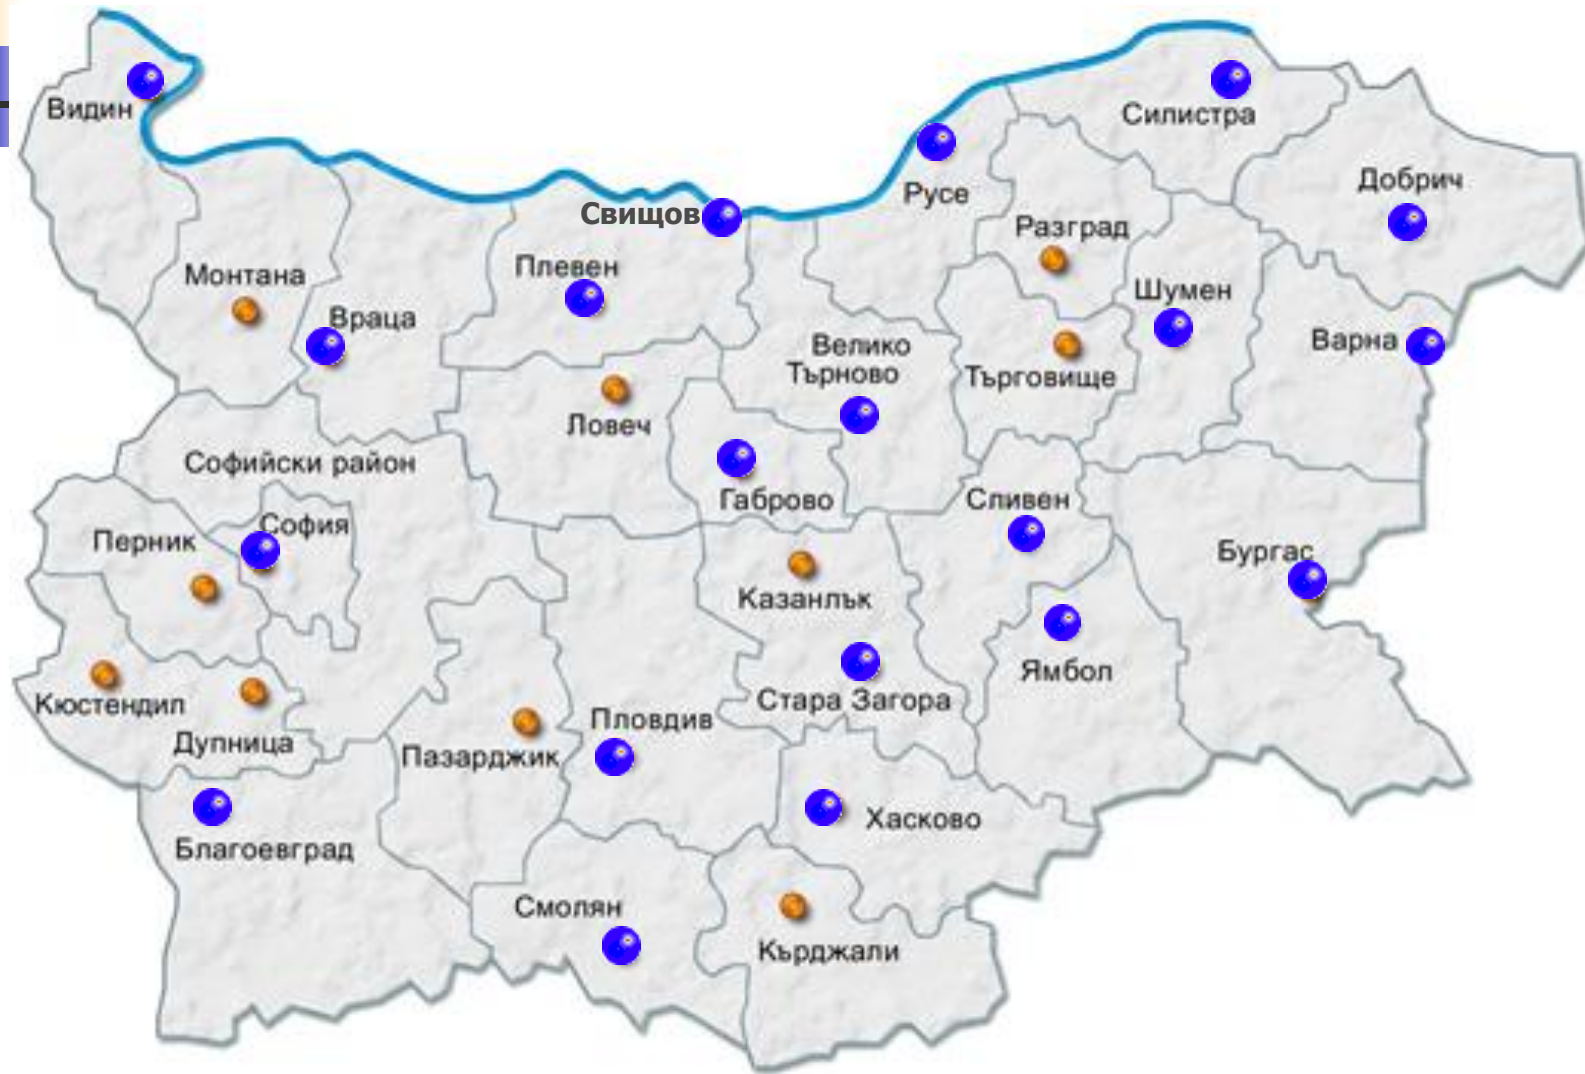 Видин
Силистра
Добрич
Русе
Свищов
Разград
Плевен
Монтана
Шумен
Враца
Варна
Велико
Търново
Търговище
Ловеч
Софийски район
Габрово
Сливен
София
Перник
Бургас
Казанлък
Ямбол
Стара Загора
Кюстендил
Пловдив
Дупница
Пазарджик
Хасково
Благоевград
Смолян
Кърджали